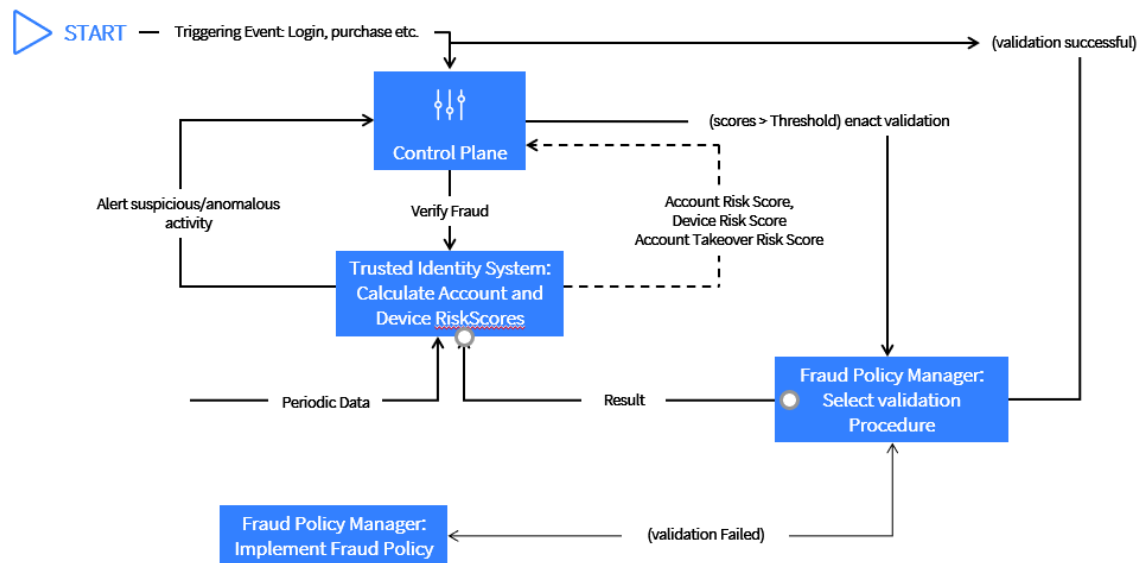 START
Triggering Event: Login, purchase etc.
(validation successful)
Control Plane
(scores > Threshold) enact validation
Alert suspicious/anomalous
activity
Verify Fraud
Account Risk Score,
Device Risk Score
Account Takeover Risk Score
Trusted Identity System:
Calculate Account and
Device RiskScores
Periodic Data
Result
Fraud Policy Manager:
Select validation
Procedure
Fraud Policy Manager:
Implement Fraud Policy
(validation Failed)